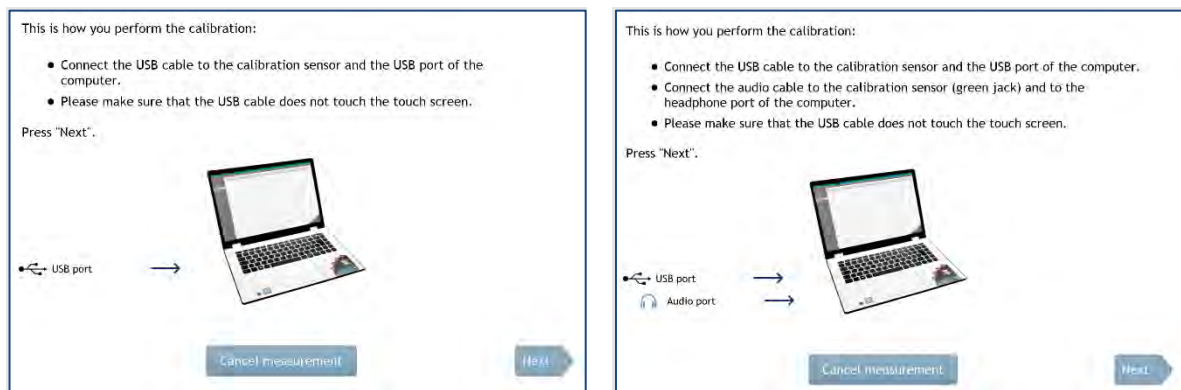 This is how you perform the calibration:
• Connect the USB cable to the calibration sensor and the USB port of the
computer.
• Please make sure that the USB cable does not touch the touch screen.
Press "Next".
USB port
Cancel measurement
Next
This is how you perform the calibration:
• Connect the USB cable to the calibration sensor and the USB port of the computer.
• Connect the audio cable to the calibration sensor (green jack) and to the
headphone port of the computer.
• Please make sure that the USB cable does not touch the touch screen.
Press "Next".
USB port
Audio port
Cancel measurement
Next